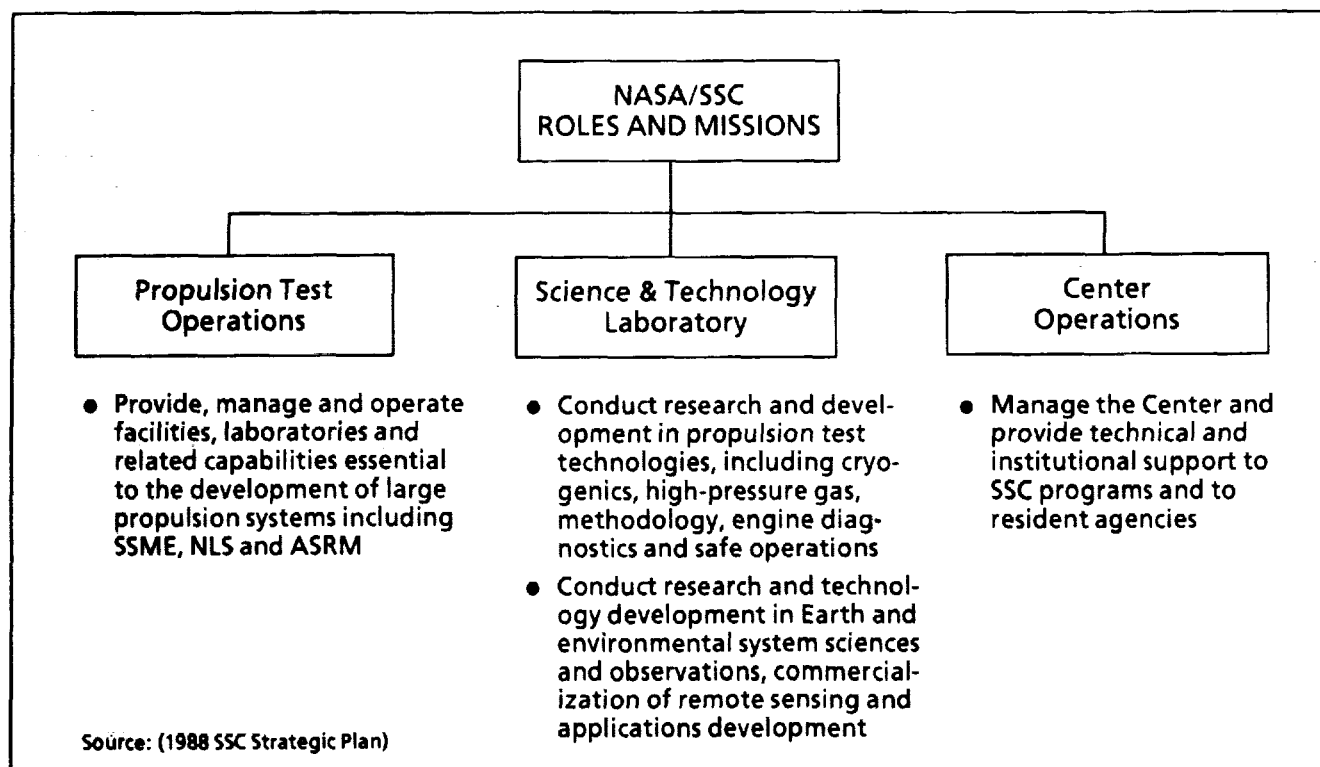 NASA/SSC
ROLES AND MISSIONS
Propulsion Test
Operations
● Provide, manage and operate
facilities, laboratories and
related capabilities essential
to the development of large
propulsion systems including
SSME, NLS and ASRM
Science & Technology
Laboratory
● Conduct research and devel-
opment in propulsion test
technologies, including cryo-
genics, high-pressure gas,
methodology, engine diag-
nostics and safe operations
● Conduct research and technol-
ogy development in Earth and
environmental system sciences
and observations, commercial-
ization of remote sensing and
applications development
Center
Operations
● Manage the Center and
provide technical and
institutional support to
SSC programs and to
resident agencies
Source: (1988 SSC Strategic Plan)